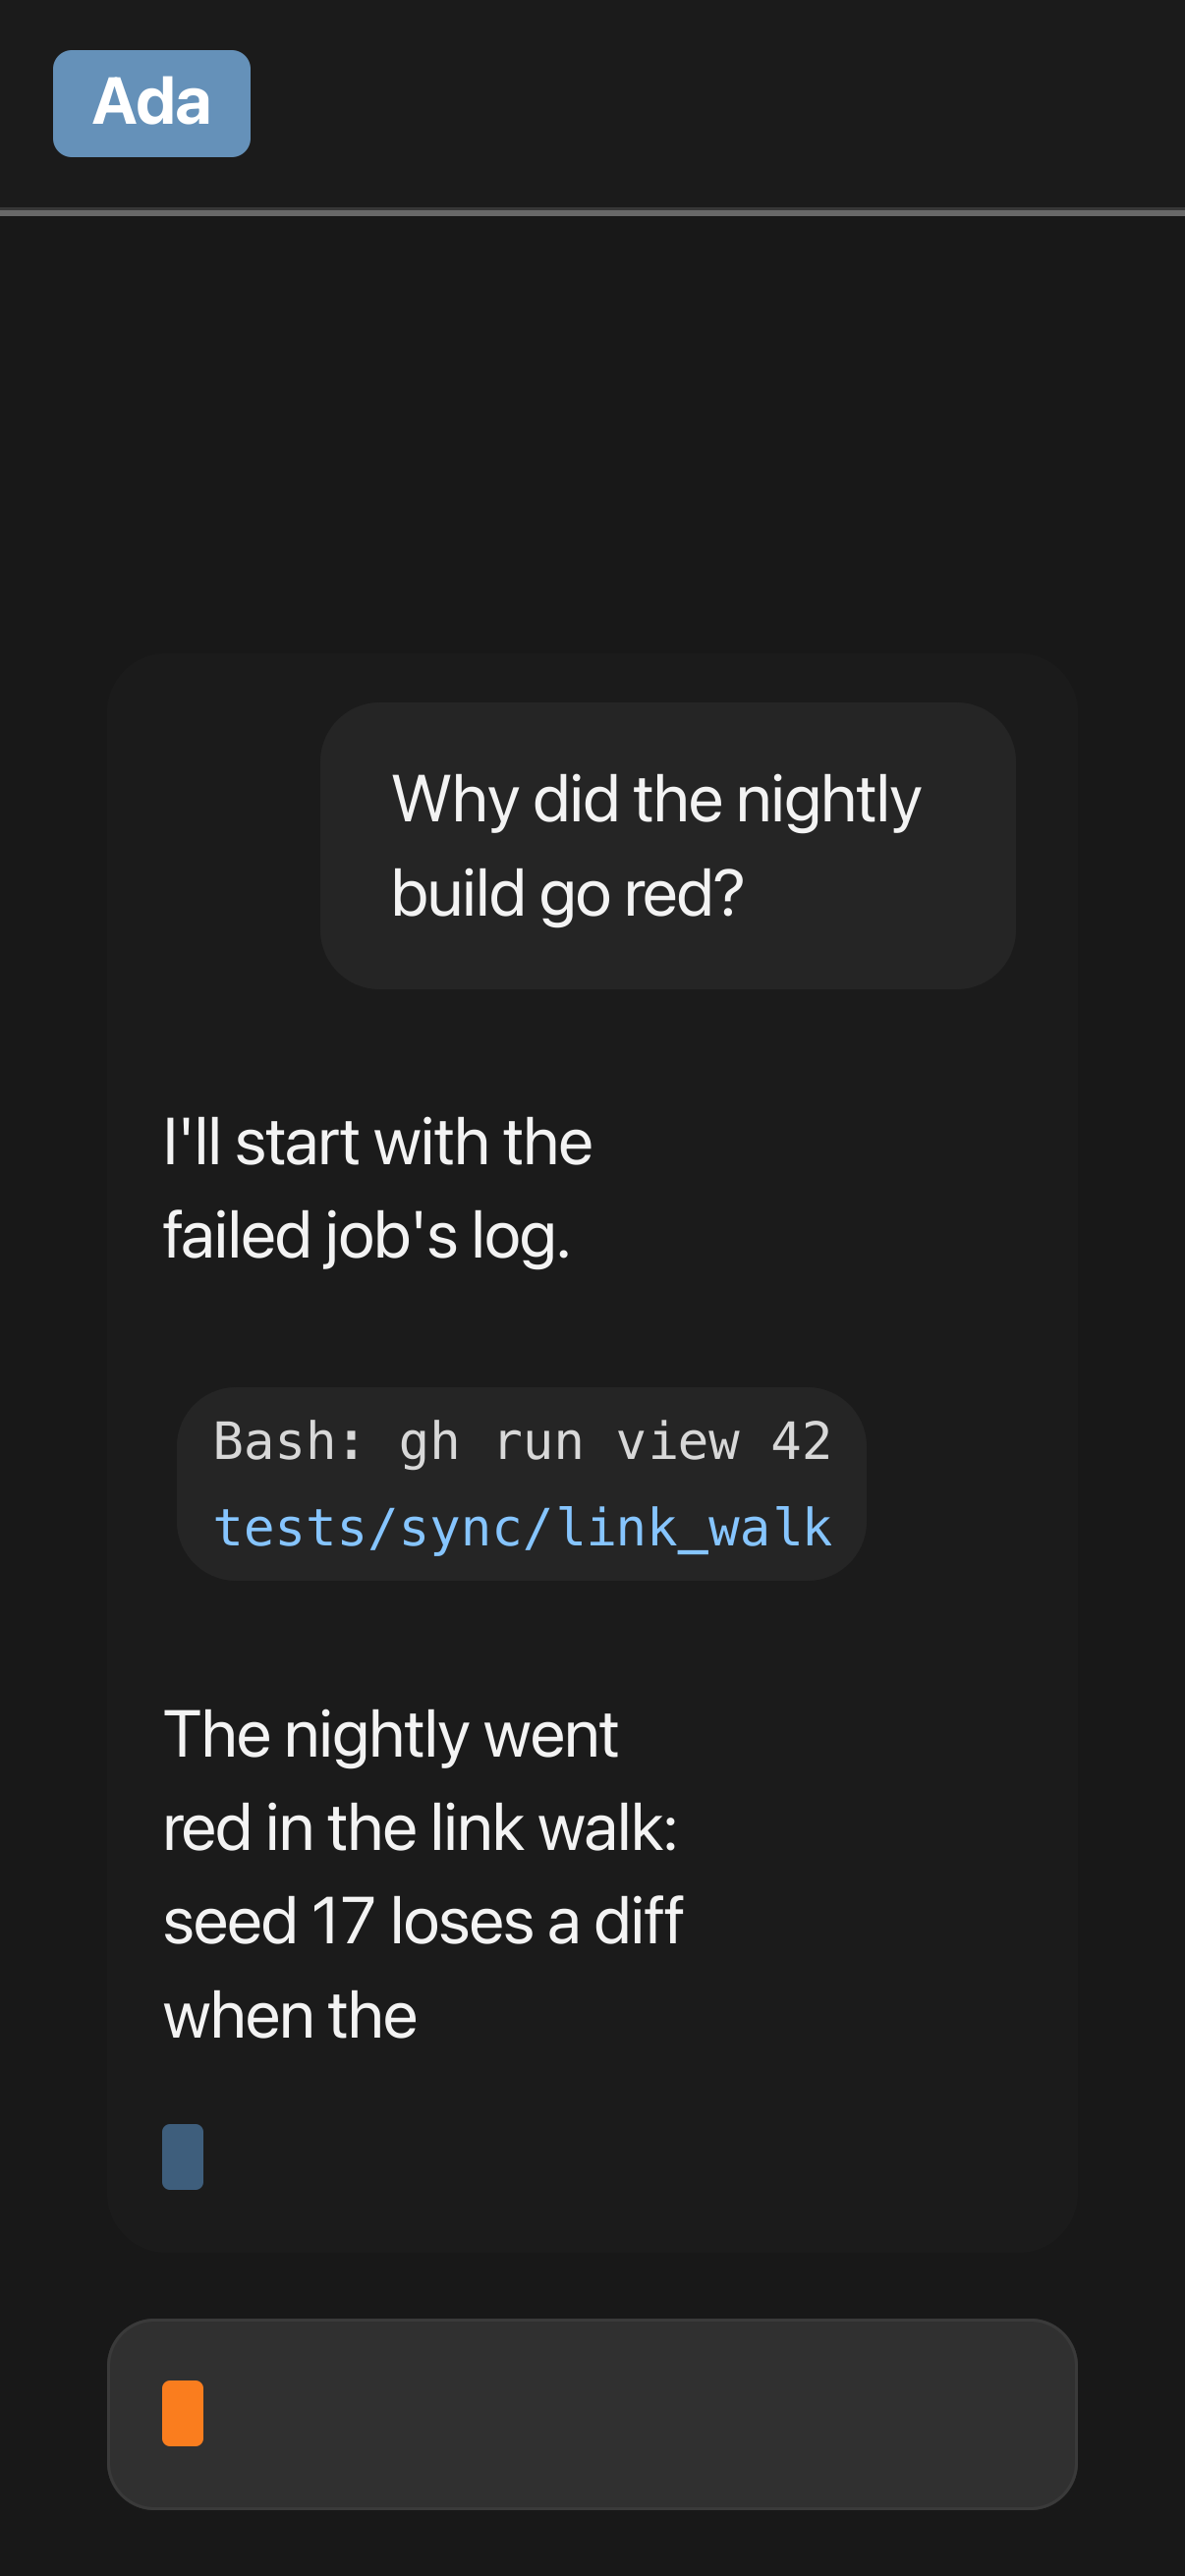 Ada
Why did the nightly
build go red?
I'll start with the
failed job's log.
Bash: gh run view 42
tests/sync/link_walk
The nightly went
red in the link walk:
seed 17 loses a diff
when the